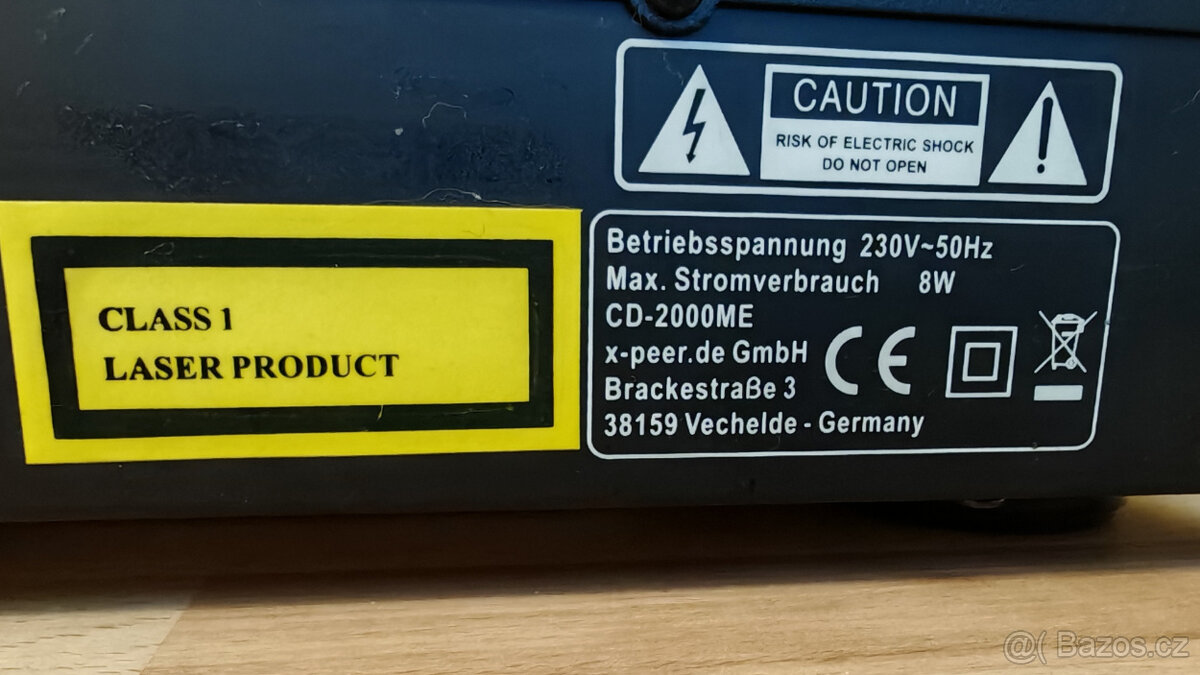 CAUTION
RISK OF ELECTRIC SHOCK
DO NOT OPEN
CLASS 1
LASER PRODUCT
Betriebsspannung 230V~50Hz
Max. Stromverbrauch 8W
CD-2000ME
x-peer.de GmbH
Brackestraße 3
38159 Vechelde - Germany
CE
@( Bazos.cz